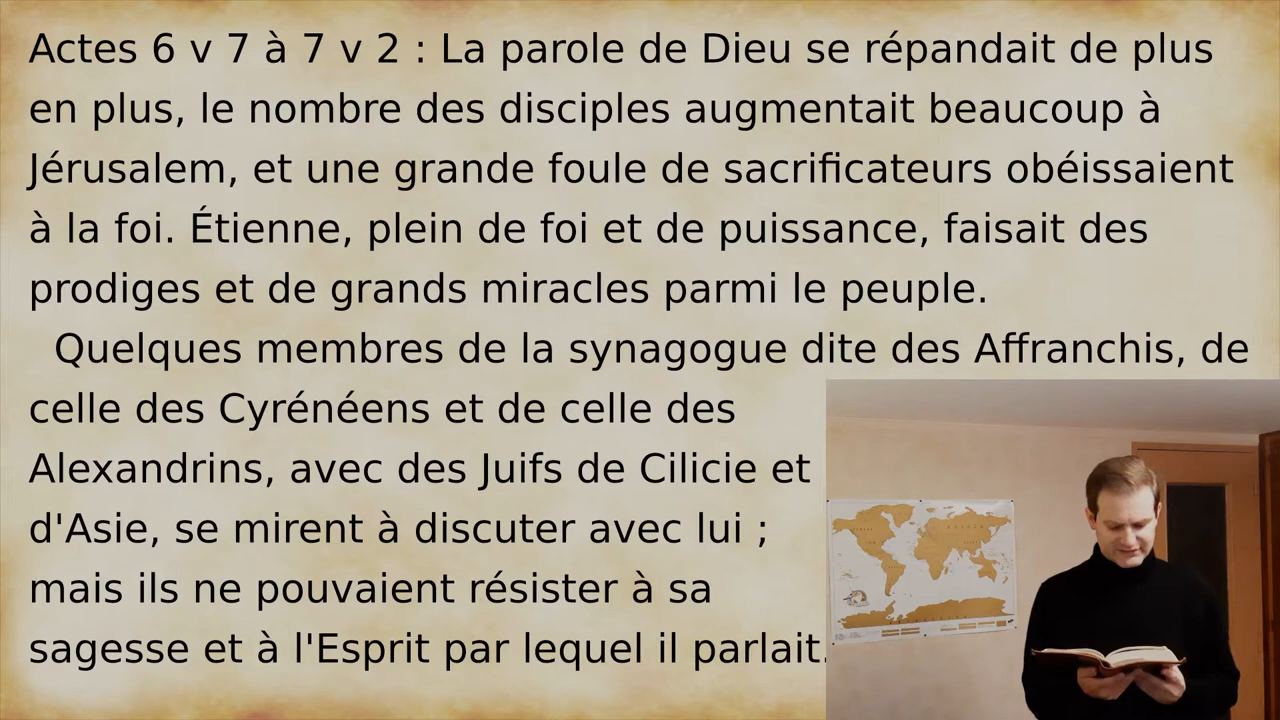 Actes 6 v 7 à 7 v 2 : La parole de Dieu se répandait de plus
en plus, le nombre des disciples augmentait beaucoup à
Jérusalem, et une grande foule de sacrificateurs obéissaient
à la foi. Étienne, plein de foi et de puissance, faisait des
prodiges et de grands miracles parmi le peuple.
Quelques membres de la synagogue dite des Affranchis, de
celle des Cyrénéens et de celle des
Alexandrins, avec des Juifs de Cilicie et
d'Asie, se mirent à discuter avec lui ;
mais ils ne pouvaient résister à sa
sagesse et à l'Esprit par lequel il parlait.